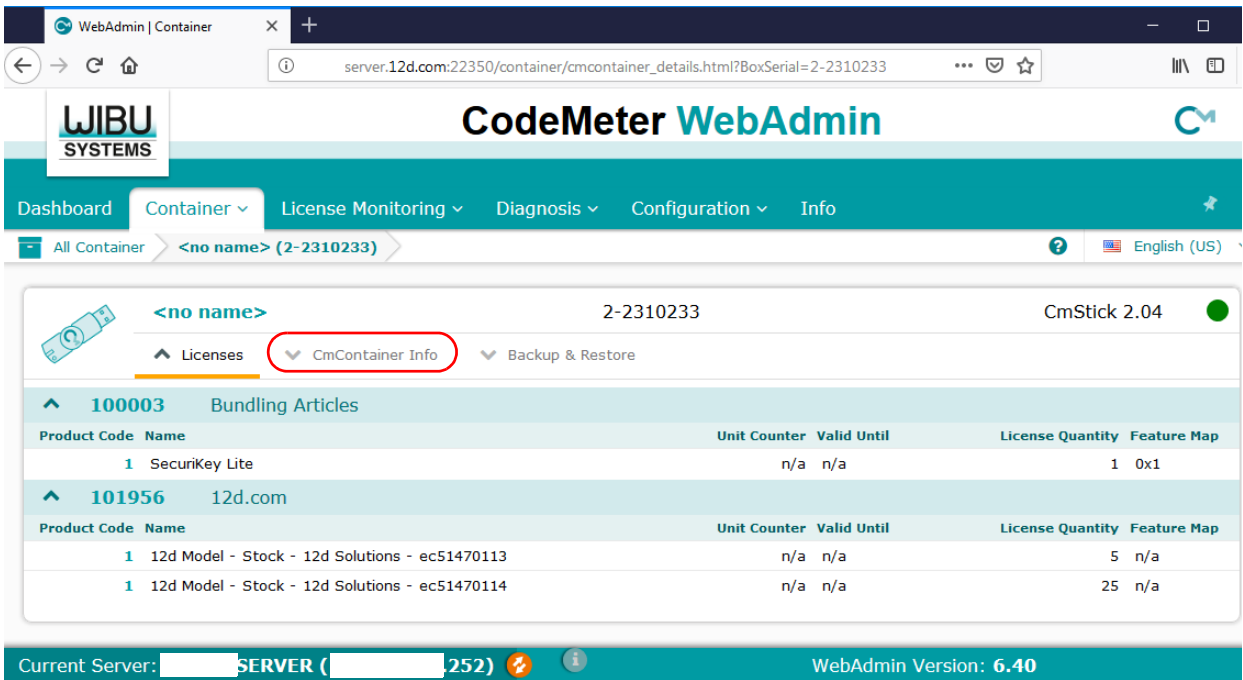 WebAdmin | Container
server.12d.com:22350/container/cmcontainer_details.html?BoxSerial=2-2310233
WIBU
SYSTEMS
CodeMeter WebAdmin
Dashboard Container License Monitoring Diagnosis Configuration Info
All Container <no name> (2-2310233) English (US)
<no name> 2-2310233 CmStick 2.04
Licenses CmContainer Info Backup & Restore
100003 Bundling Articles
Product Code Name Unit Counter Valid Until License Quantity Feature Map
1 SecuriKey Lite n/a n/a 1 0x1
101956 12d.com
Product Code Name Unit Counter Valid Until License Quantity Feature Map
1 12d Model - Stock - 12d Solutions - ec51470113 n/a n/a 5 n/a
1 12d Model - Stock - 12d Solutions - ec51470114 n/a n/a 25 n/a
Current Server: SERVER ( .252) WebAdmin Version: 6.40